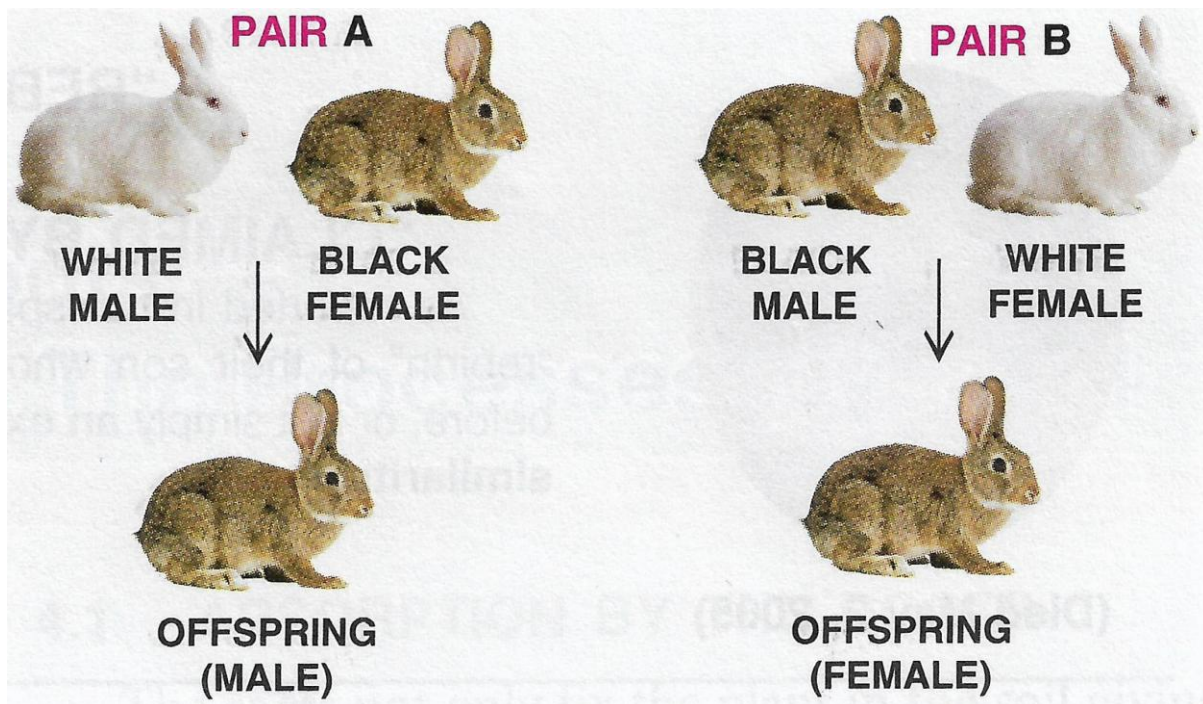 PAIR A
PAIR B
WHITE
MALE
BLACK
FEMALE
BLACK
MALE
WHITE
FEMALE
OFFSPRING
(MALE)
OFFSPRING
(FEMALE)